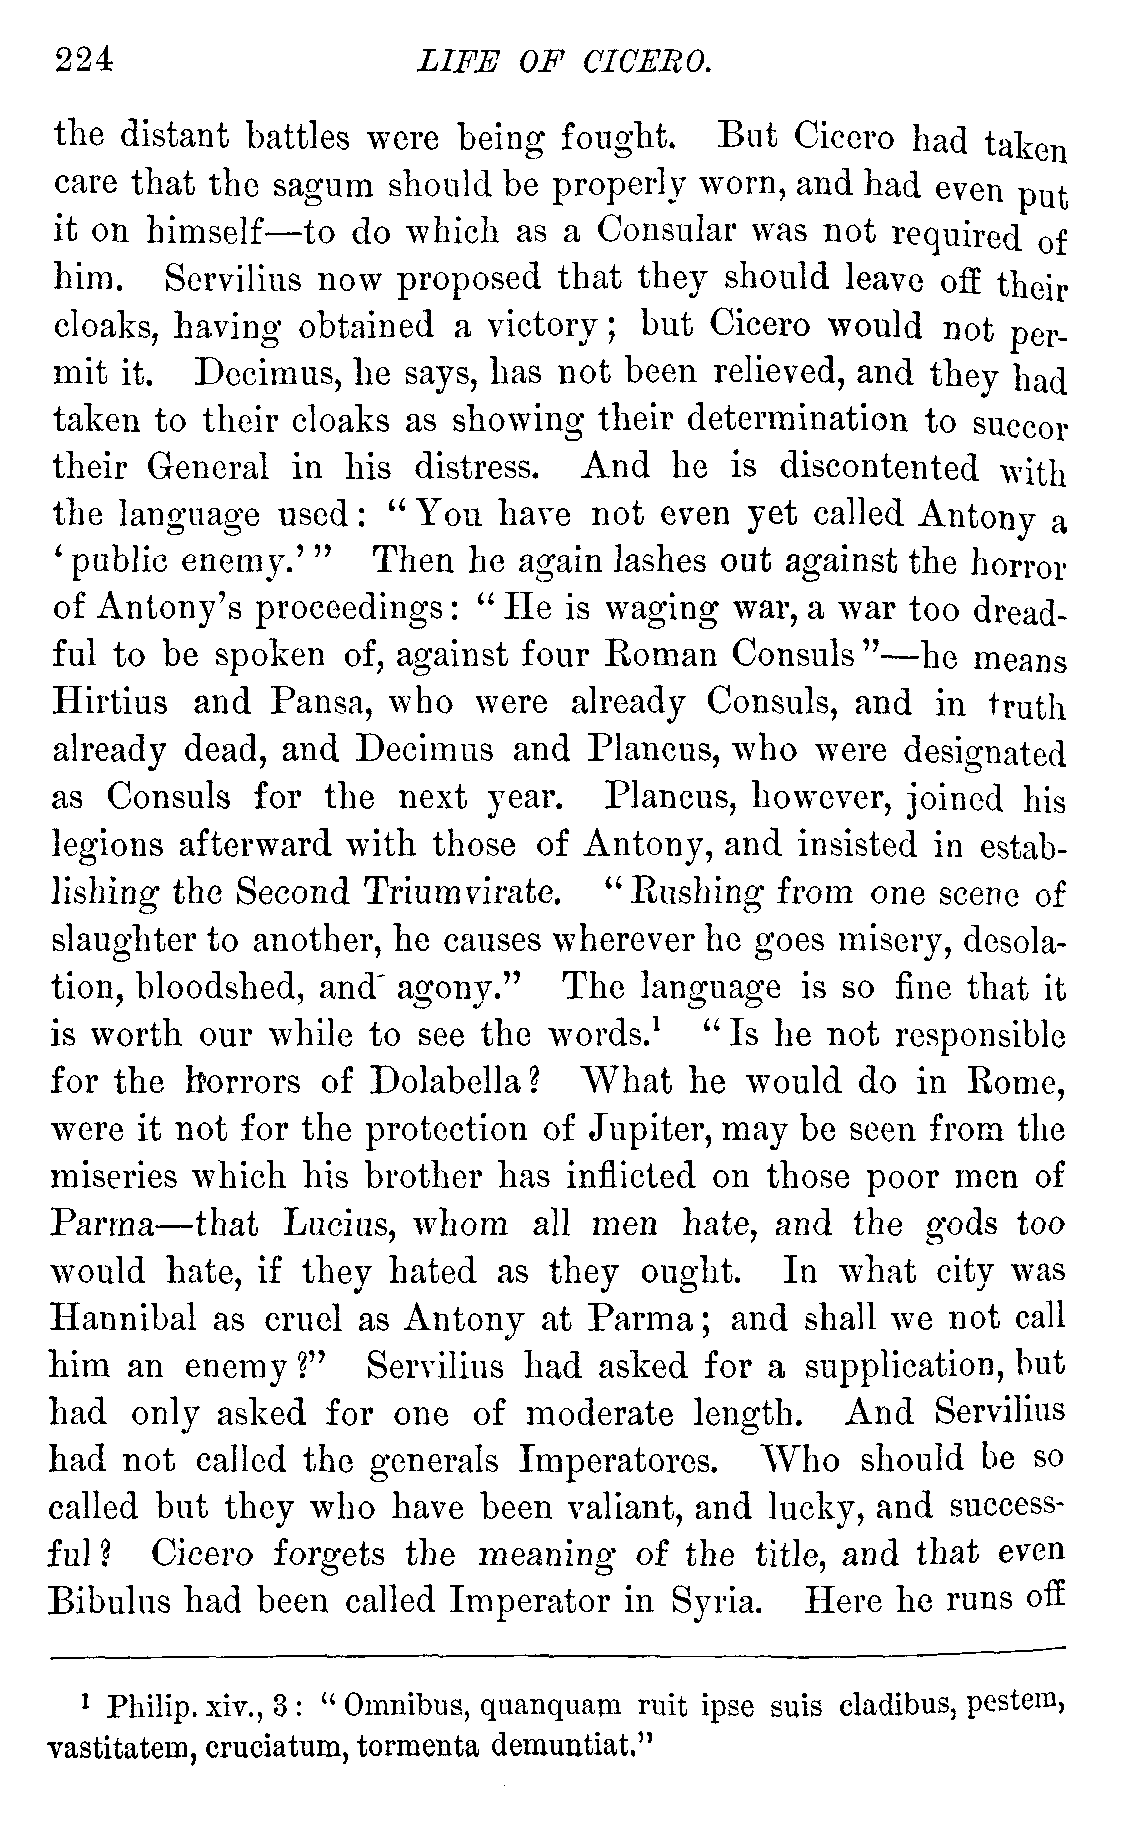 224 LIFE OF CICERO.
the distant battles were being fought. But Cicero had taken
care that the sagum should be properly worn, and had even put
it on himself—to do which as a Consular was not required of
him. Servilius now proposed that they should leave off their
cloaks, having obtained a victory; but Cicero would not per-
mit it. Decimus, he says, has not been relieved, and they had
taken to their cloaks as showing their determination to succor
their General in his distress. And he is discontented with
the language used: “You have not even yet called Antony a
‘public enemy.’” Then he again lashes out against the horror
of Antony’s proceedings: “He is waging war, a war too dread-
ful to be spoken of, against four Roman Consuls”—he means
Hirtius and Pansa, who were already Consuls, and in truth
already dead, and Decimus and Plancus, who were designated
as Consuls for the next year. Plancus, however, joined his
legions afterward with those of Antony, and insisted in estab-
lishing the Second Triumvirate. “Rushing from one scene of
slaughter to another, he causes wherever he goes misery, desola-
tion, bloodshed, and agony.” The language is so fine that it
is worth our while to see the words.¹ “Is he not responsible
for the horrors of Dolabella? What he would do in Rome,
were it not for the protection of Jupiter, may be seen from the
miseries which his brother has inflicted on those poor men of
Parma—that Lucius, whom all men hate, and the gods too
would hate, if they hated as they ought. In what city was
Hannibal as cruel as Antony at Parma; and shall we not call
him an enemy?” Servilius had asked for a supplication, but
had only asked for one of moderate length. And Servilius
had not called the generals Imperatores. Who should be so
called but they who have been valiant, and lucky, and success-
ful? Cicero forgets the meaning of the title, and that even
Bibulus had been called Imperator in Syria. Here he runs off
¹ Philip. xiv., 3: “Omnibus, quanquam ruit ipse suis cladibus, pestem,
vastitatem, cruciatum, tormenta demuntiat.”